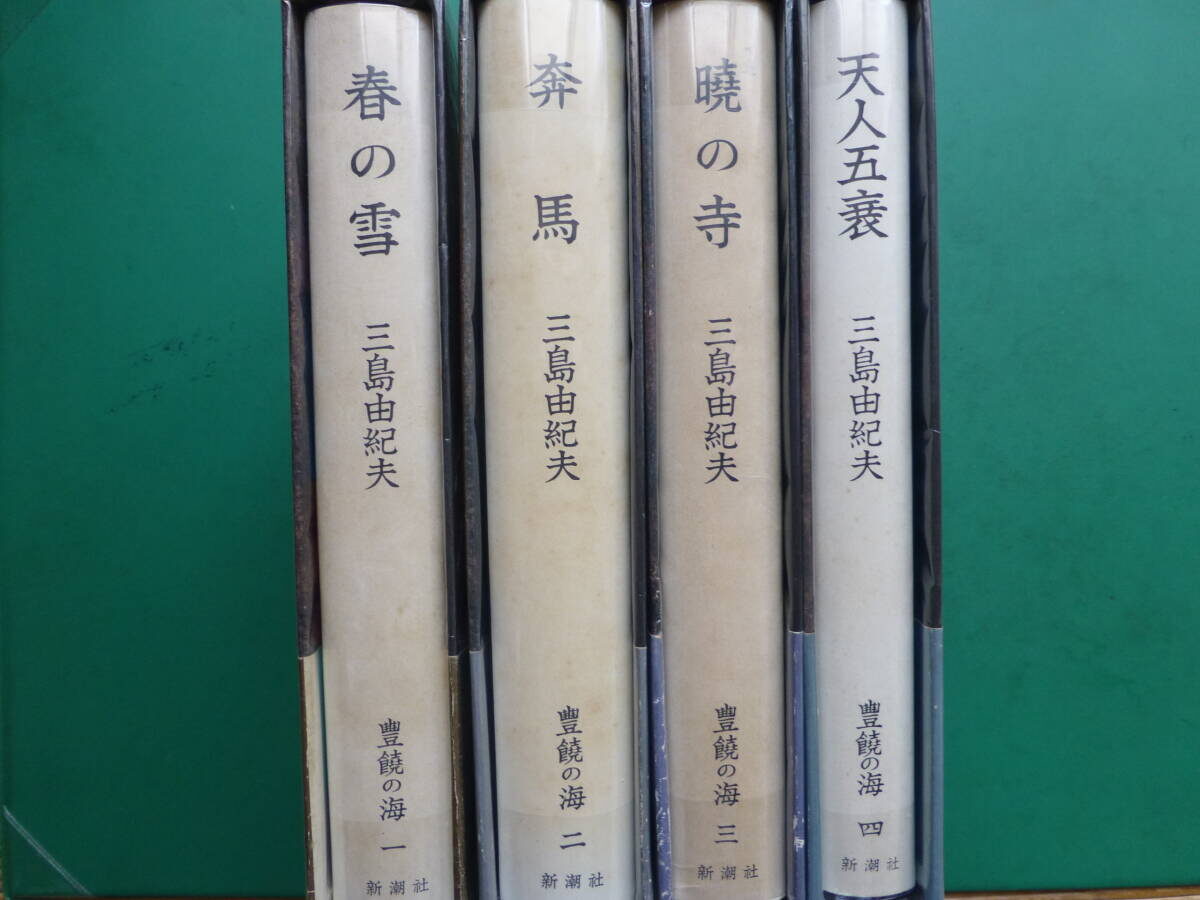 春の雪
三島由紀夫
豐饒の海 一
新潮社
奔馬
三島由紀夫
豐饒の海 二
新潮社
曉の寺
三島由紀夫
豐饒の海 三
新潮社
天人五衰
三島由紀夫
豐饒の海 四
新潮社